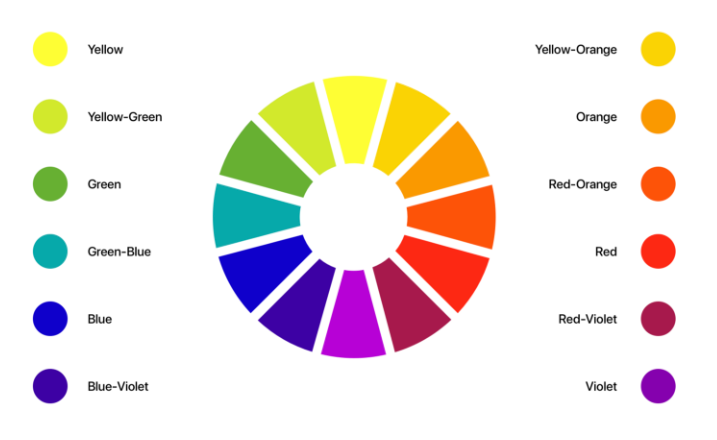 Yellow
Yellow-Green
Green
Green-Blue
Blue
Blue-Violet
Yellow-Orange
Orange
Red-Orange
Red
Red-Violet
Violet